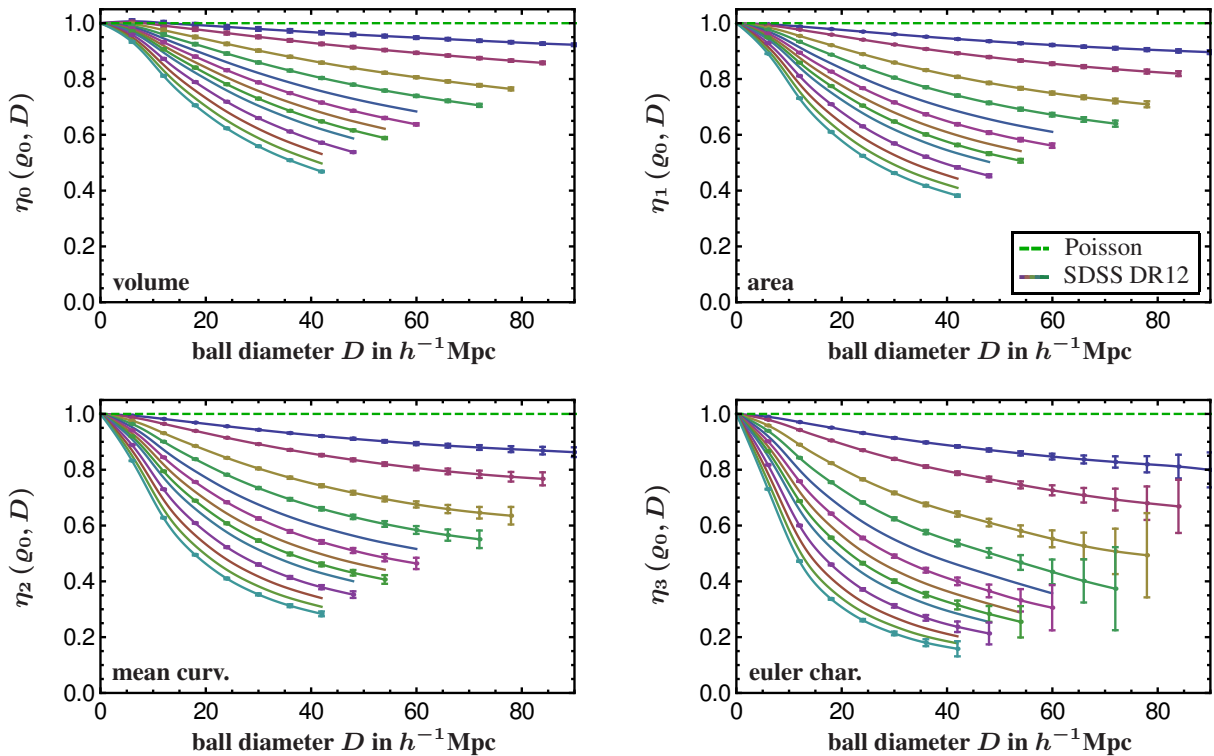 1.0
0.8
0.6
0.4
0.2
0.0
η₀ (ϱ₀, D)
volume
0 20 40 60 80
ball diameter D in h⁻¹Mpc
1.0
0.8
0.6
0.4
0.2
0.0
η₁ (ϱ₀, D)
Poisson
SDSS DR12
area
0 20 40 60 80
ball diameter D in h⁻¹Mpc
1.0
0.8
0.6
0.4
0.2
0.0
η₂ (ϱ₀, D)
mean curv.
0 20 40 60 80
ball diameter D in h⁻¹Mpc
1.0
0.8
0.6
0.4
0.2
0.0
η₃ (ϱ₀, D)
euler char.
0 20 40 60 80
ball diameter D in h⁻¹Mpc